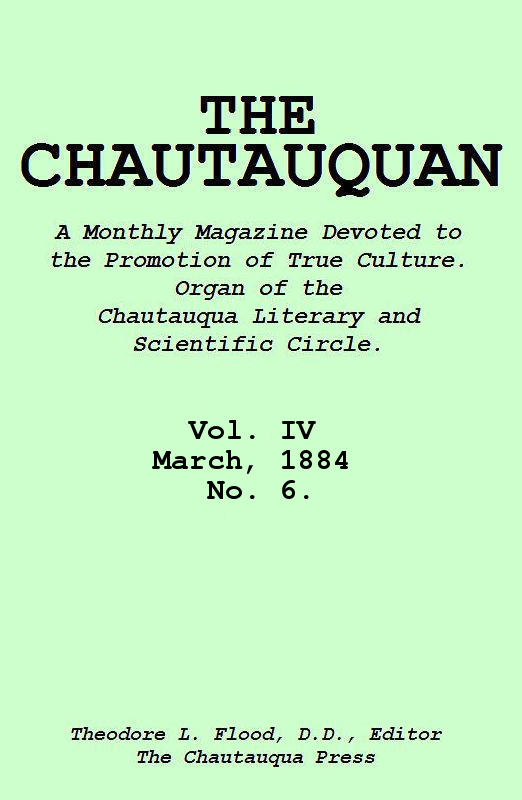 THE
CHAUTAUQUAN
A Monthly Magazine Devoted to
the Promotion of True Culture.
Organ of the
Chautauqua Literary and
Scientific Circle.
Vol. IV
March, 1884
No. 6.
Theodore L. Flood, D.D., Editor
The Chautauqua Press